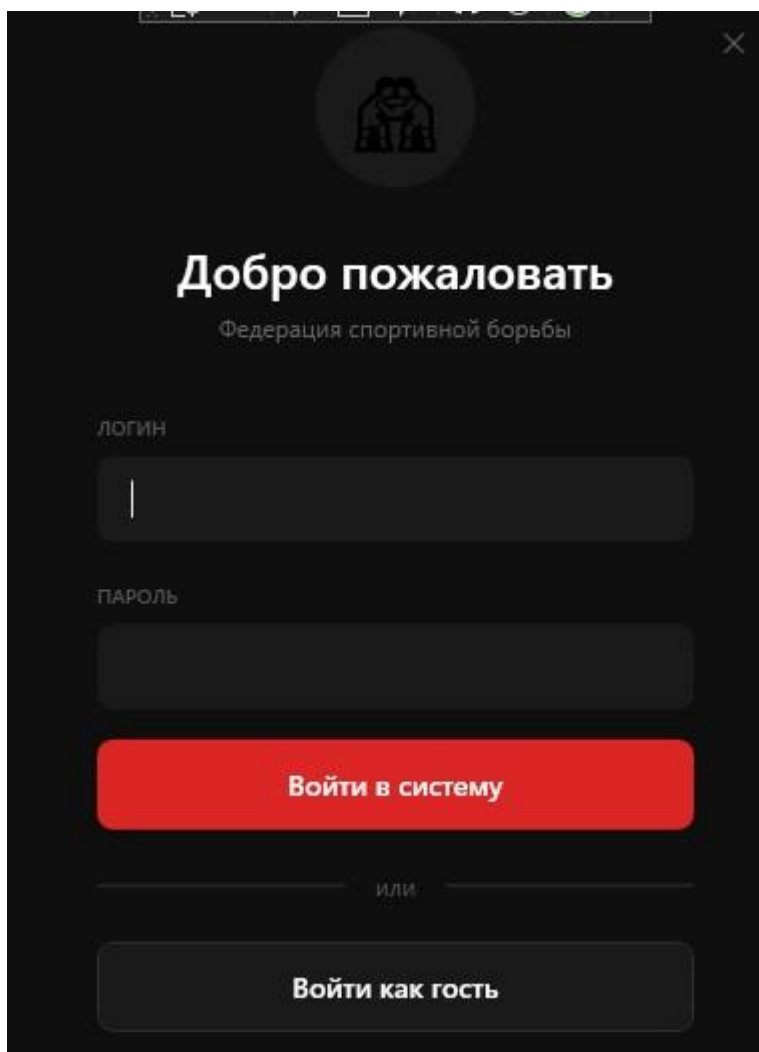 Добро пожаловать
Федерация спортивной борьбы
ЛОГИН
ПАРОЛЬ
Войти в систему
или
Войти как гость